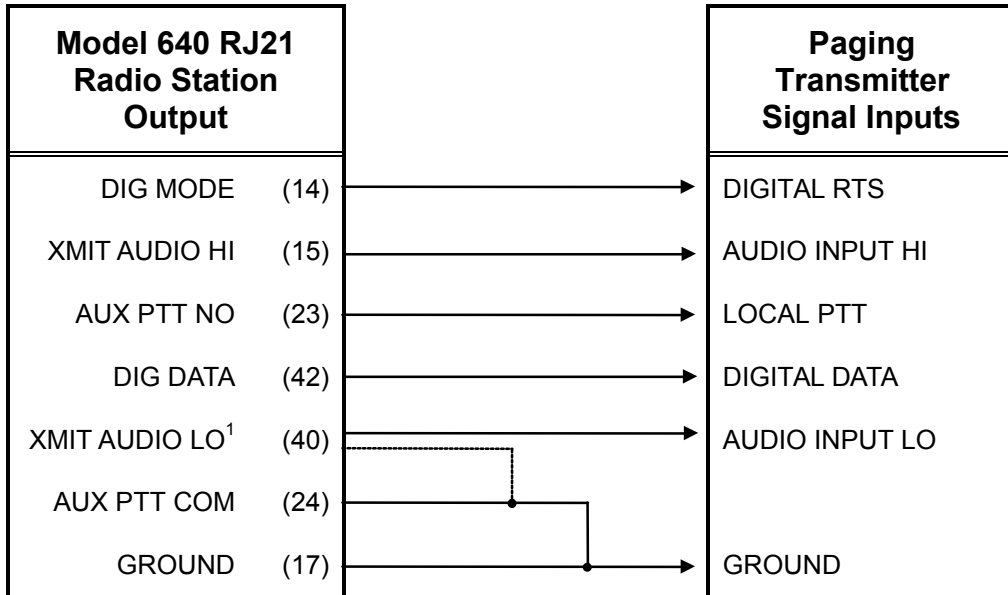 Model 640 RJ21
Radio Station
Output
Paging
Transmitter
Signal Inputs
DIG MODE (14) DIGITAL RTS
XMIT AUDIO HI (15) AUDIO INPUT HI
AUX PTT NO (23) LOCAL PTT
DIG DATA (42) DIGITAL DATA
XMIT AUDIO LO¹ (40) AUDIO INPUT LO
AUX PTT COM (24)
GROUND (17) GROUND